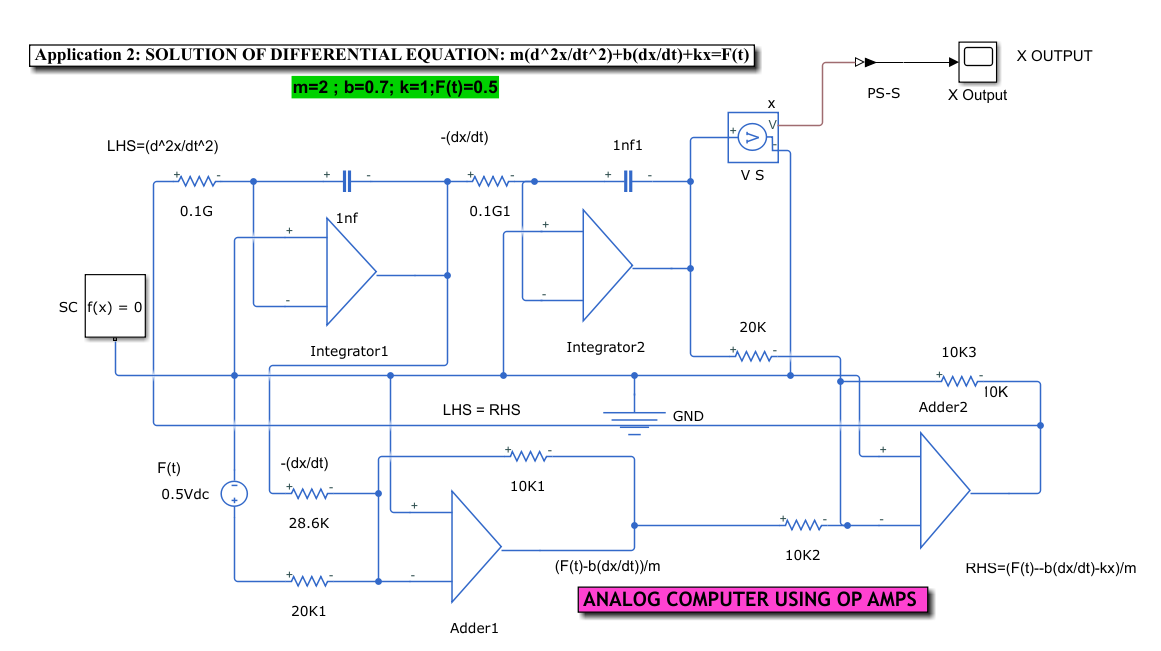 Application 2: SOLUTION OF DIFFERENTIAL EQUATION: m(d^2x/dt^2)+b(dx/dt)+kx=F(t)
m=2 ; b=0.7; k=1;F(t)=0.5
X OUTPUT
PS-S
X Output
x
+
V
V
-
V S
LHS=(d^2x/dt^2)
-(dx/dt)
1nf1
+ -
+ -
+ -
+ -
0.1G
1nf
0.1G1
+
+
-
-
SC
f(x) = 0
Integrator1
Integrator2
20K
+ -
10K3
+ -
10K
Adder2
LHS = RHS
GND
F(t)
0.5Vdc
-
+
-(dx/dt)
+ -
28.6K
+ -
10K1
+
-
+
-
+ -
10K2
(F(t)-b(dx/dt))/m
RHS=(F(t)--b(dx/dt)-kx)/m
+ -
20K1
Adder1
ANALOG COMPUTER USING OP AMPS